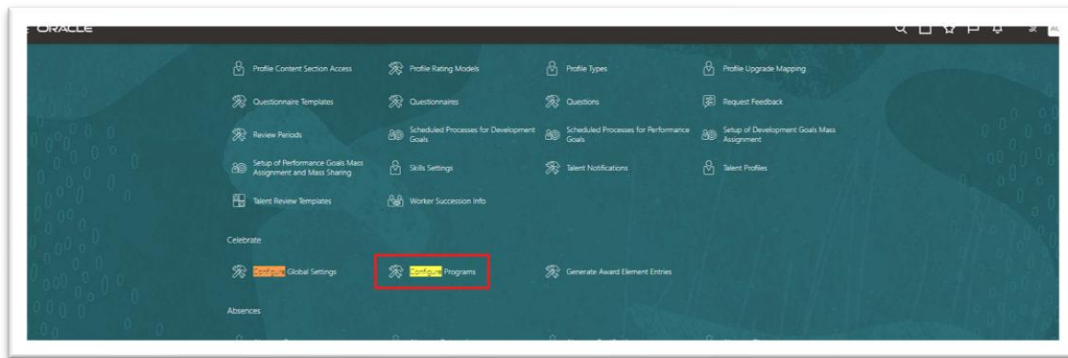 ORACLE
Profile Content Section Access
Profile Rating Models
Profile Types
Profile Upgrade Mapping
Questionnaire Templates
Questionnaires
Questions
Request Feedback
Review Periods
Scheduled Processes for Development
Goals
Scheduled Processes for Performance
Goals
Setup of Development Goals Mass
Assignment
Setup of Performance Goals Mass
Assignment and Mass Sharing
Skills Settings
Talent Notifications
Talent Profiles
Talent Review Templates
Worker Succession Info
Celebrate
Configure Global Settings
Configure Programs
Generate Award Element Entries
Absences